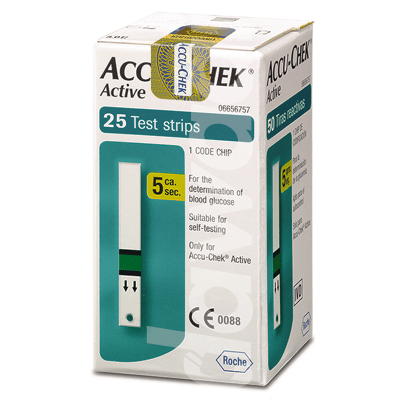 ACCU-CHEK®
Active
06656757
25 Test strips
1 CODE CHIP
5 ca. sec.
For the
determination of
blood glucose
Suitable for
self-testing
Only for
Accu-Chek® Active
CE 0088
Roche
ACCU-CHEK
ACCU-CHEK®
Active
50 Tiras reactivas
IVD